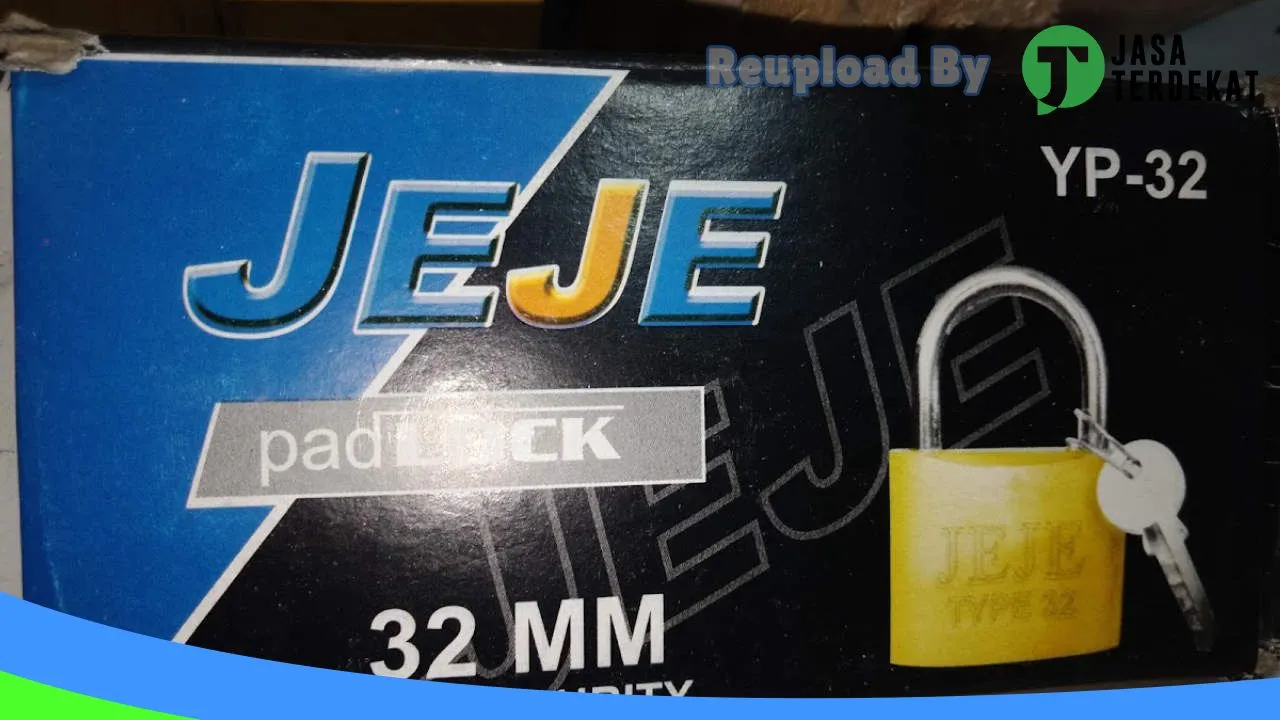 Reupload By
JASA
TERDEKAT
YP-32
JEJE
padLOCK
JEJE
JEJE
TYPE 32
32 MM